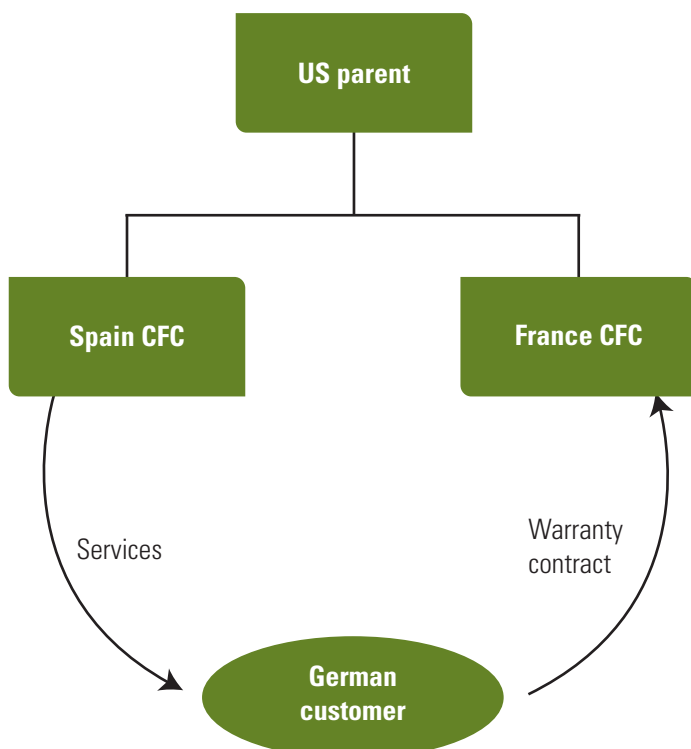 US parent
Spain CFC
France CFC
Services
Warranty
contract
German
customer